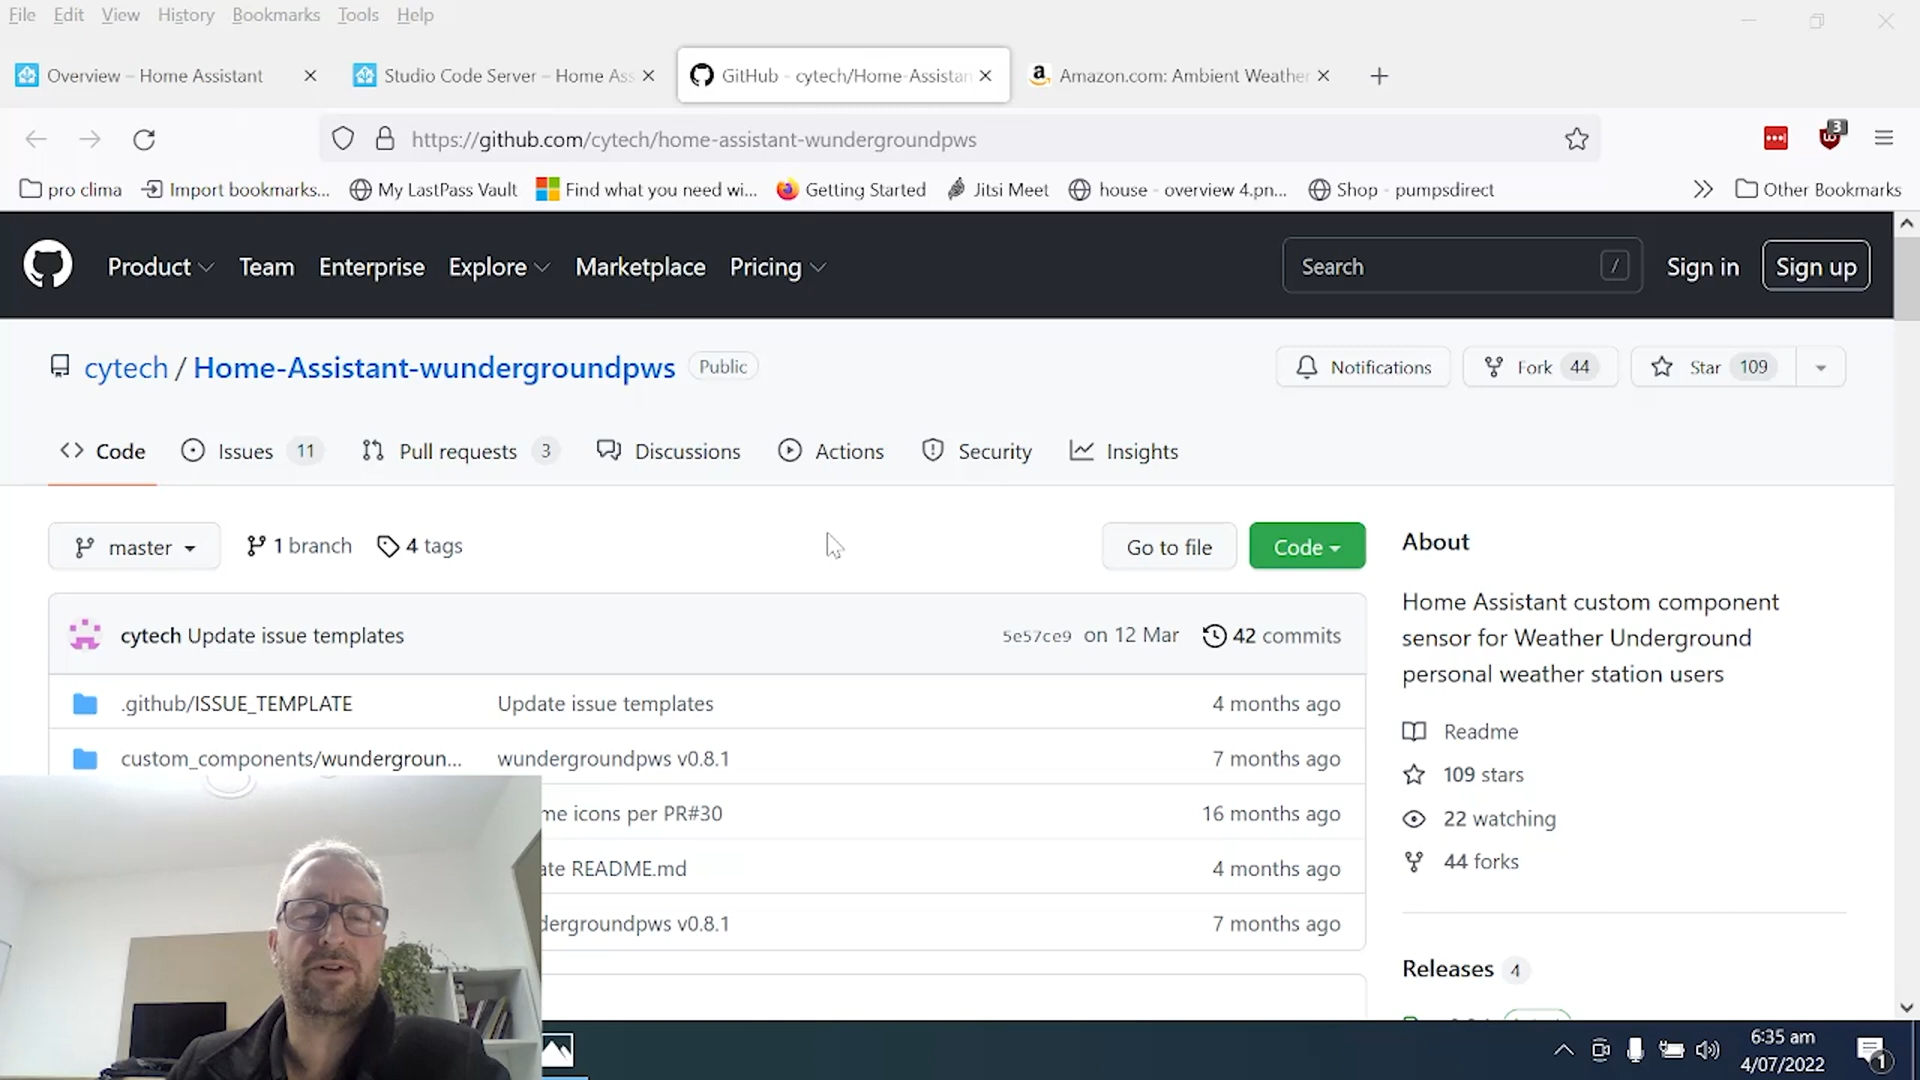 File Edit View History Bookmarks Tools Help
Overview – Home Assistant
Studio Code Server – Home Ass
GitHub - cytech/Home-Assistan
Amazon.com: Ambient Weather
https://github.com/cytech/home-assistant-wundergroundpws
3
pro clima
Import bookmarks...
My LastPass Vault
Find what you need wi...
Getting Started
Jitsi Meet
house - overview 4.pn...
Shop - pumpsdirect
Other Bookmarks
Product Team Enterprise Explore Marketplace Pricing
Search /
Sign in
Sign up
cytech / Home-Assistant-wundergroundpws Public
Notifications
Fork 44
Star 109
Code
Issues 11
Pull requests 3
Discussions
Actions
Security
Insights
master
1 branch
4 tags
Go to file
Code
cytech Update issue templates
5e57ce9 on 12 Mar
42 commits
.github/ISSUE_TEMPLATE Update issue templates 4 months ago
custom_components/wundergroun... wundergroundpws v0.8.1 7 months ago
me icons per PR#30 16 months ago
ate README.md 4 months ago
dergroundpws v0.8.1 7 months ago
About
Home Assistant custom component
sensor for Weather Underground
personal weather station users
Readme
109 stars
22 watching
44 forks
Releases 4
6:35 am
4/07/2022
1